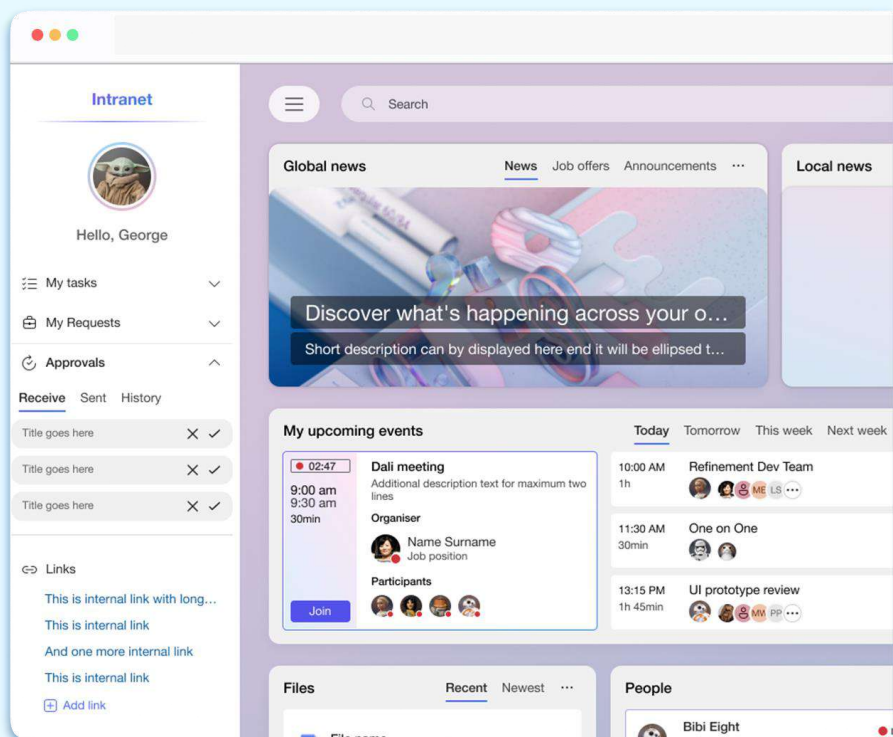 Intranet
Hello, George
My tasks
My Requests
Approvals
Receive Sent History
Title goes here
Title goes here
Title goes here
Links
This is internal link with long...
This is internal link
And one more internal link
This is internal link
Add link
Search
Global news
News Job offers Announcements ...
Discover what's happening across your o...
Short description can by displayed here end it will be ellipsed t...
Local news
My upcoming events
Today Tomorrow This week Next week
02:47
9:00 am
9:30 am
30min
Join
Dali meeting
Additional description text for maximum two
lines
Organiser
Name Surname
Job position
Participants
10:00 AM Refinement Dev Team
1h
ME LS ...
11:30 AM One on One
30min
13:15 PM UI prototype review
1h 45min
MW PP ...
Files
Recent Newest ...
File name
People
Bibi Eight